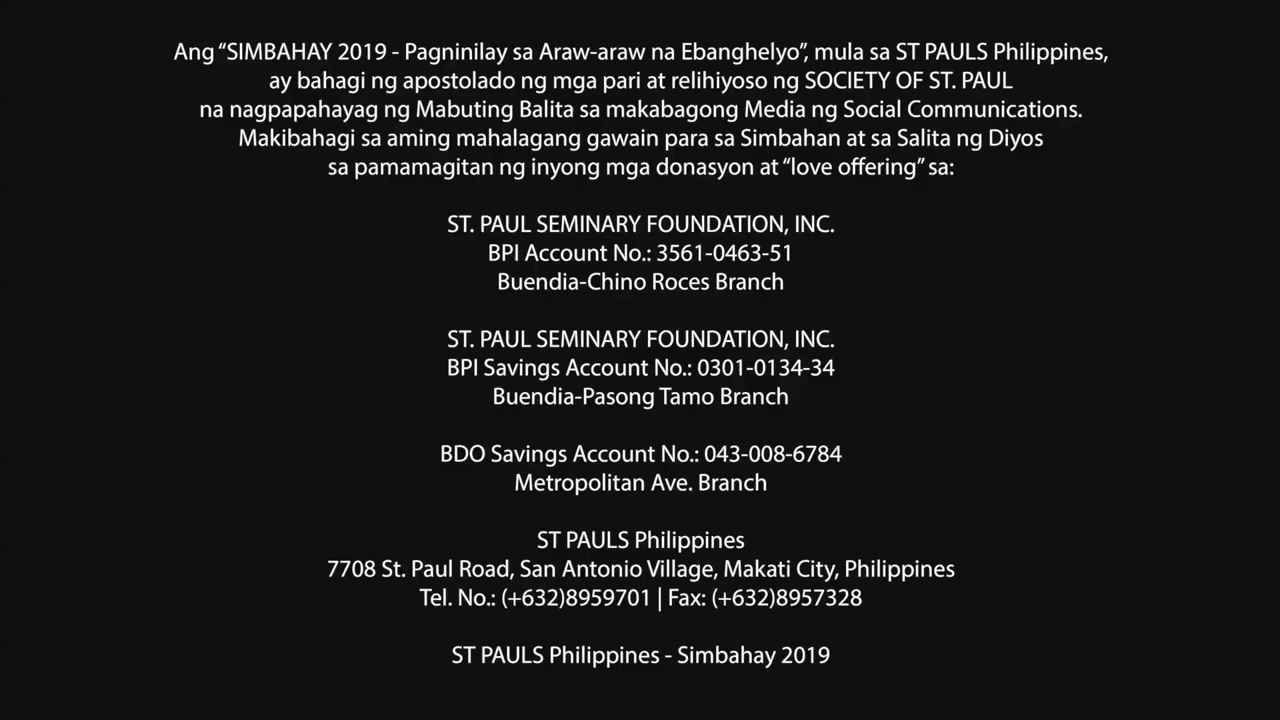 Ang “SIMBAHAY 2019 - Pagninilay sa Araw-araw na Ebanghelyo”, mula sa ST PAULS Philippines,
ay bahagi ng apostolado ng mga pari at relihiyoso ng SOCIETY OF ST. PAUL
na nagpapahayag ng Mabuting Balita sa makabagong Media ng Social Communications.
Makibahagi sa aming mahalagang gawain para sa Simbahan at sa Salita ng Diyos
sa pamamagitan ng inyong mga donasyon at “love offering” sa:
ST. PAUL SEMINARY FOUNDATION, INC.
BPI Account No.: 3561-0463-51
Buendia-Chino Roces Branch
ST. PAUL SEMINARY FOUNDATION, INC.
BPI Savings Account No.: 0301-0134-34
Buendia-Pasong Tamo Branch
BDO Savings Account No.: 043-008-6784
Metropolitan Ave. Branch
ST PAULS Philippines
7708 St. Paul Road, San Antonio Village, Makati City, Philippines
Tel. No.: (+632)8959701 | Fax: (+632)8957328
ST PAULS Philippines - Simbahay 2019